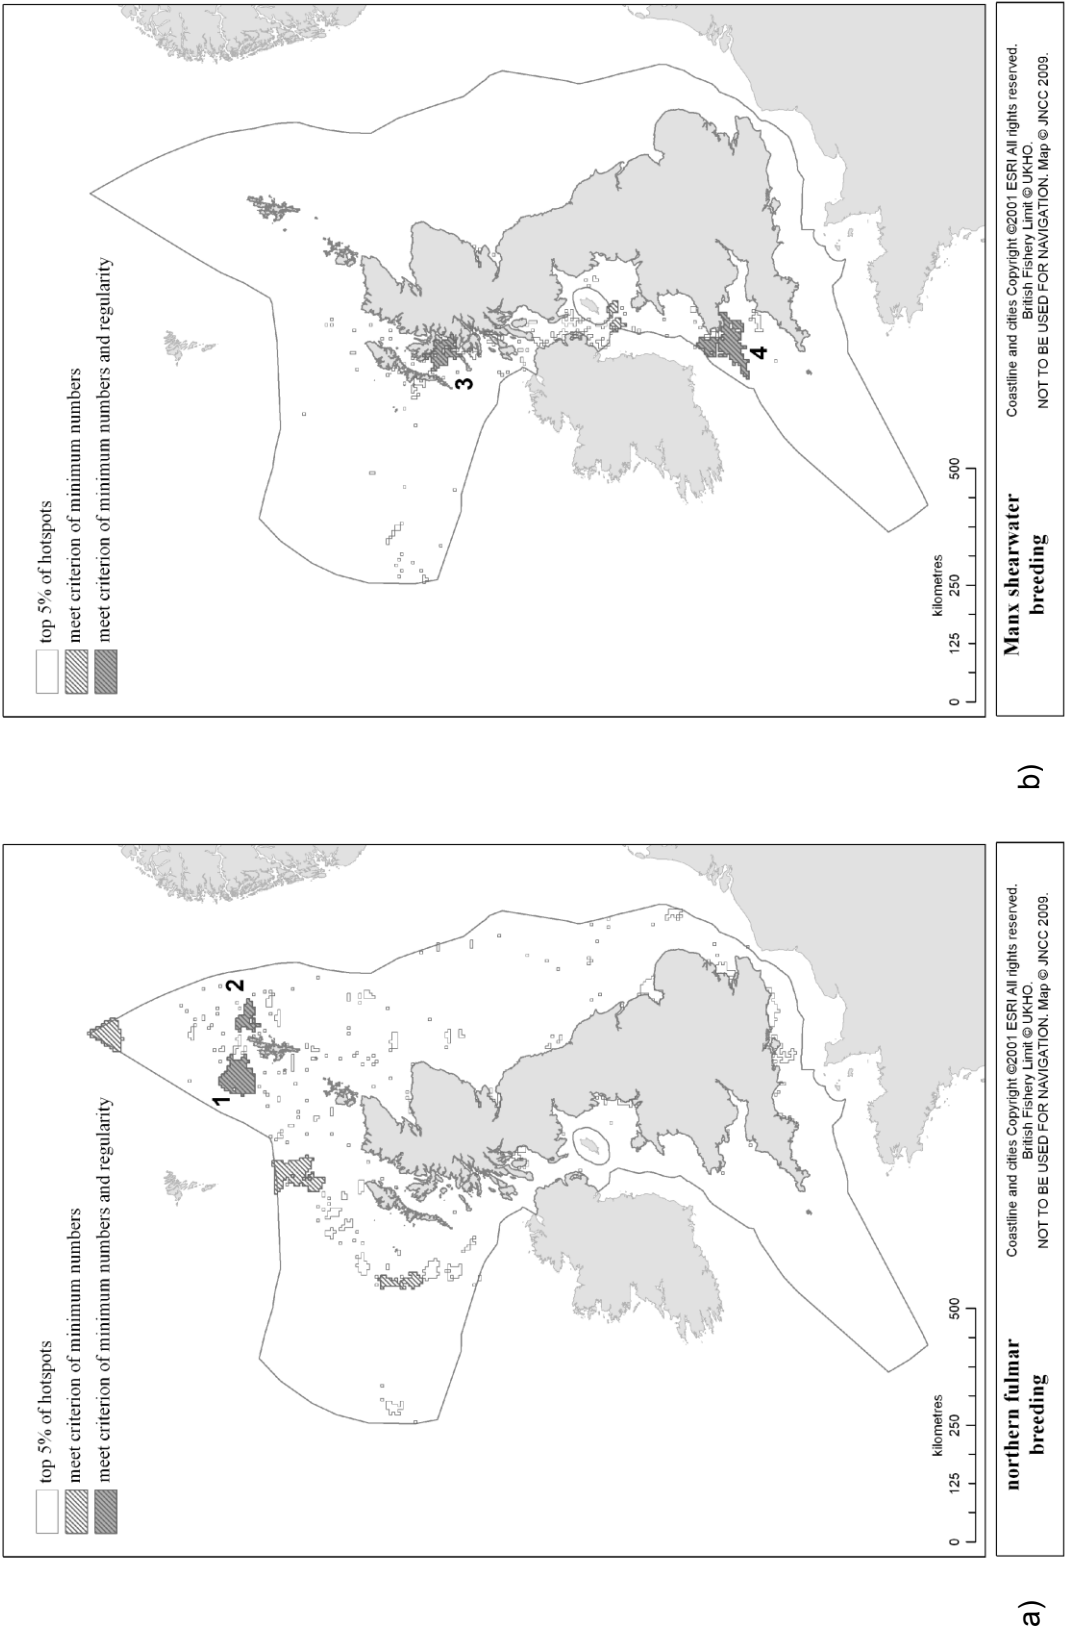 a)
top 5% of hotspots
meet criterion of minimum numbers
meet criterion of minimum numbers and regularity
1
2
kilometres
0 125 250 500
northern fulmar
breeding
Coastline and cities Copyright ©2001 ESRI All rights reserved.
British Fishery Limit © UKHO.
NOT TO BE USED FOR NAVIGATION. Map © JNCC 2009.
b)
top 5% of hotspots
meet criterion of minimum numbers
meet criterion of minimum numbers and regularity
3
4
kilometres
0 125 250 500
Manx shearwater
breeding
Coastline and cities Copyright ©2001 ESRI All rights reserved.
British Fishery Limit © UKHO.
NOT TO BE USED FOR NAVIGATION. Map © JNCC 2009.